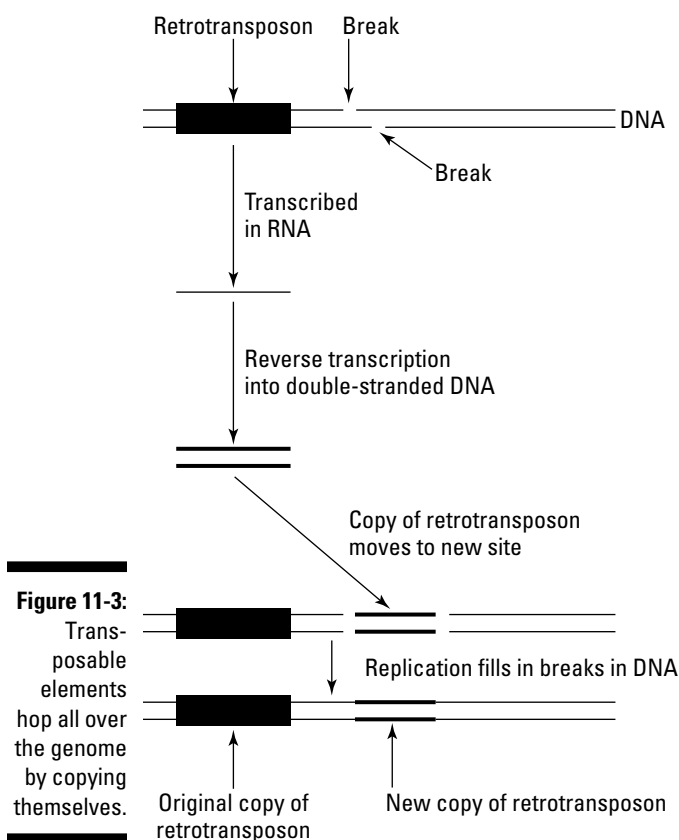 Retrotransposon
Break
DNA
Break
Transcribed
in RNA
Reverse transcription
into double-stranded DNA
Copy of retrotransposon
moves to new site
Figure 11-3:
Trans-
posable
elements
hop all over
the genome
by copying
themselves.
Replication fills in breaks in DNA
Original copy of
retrotransposon
New copy of retrotransposon